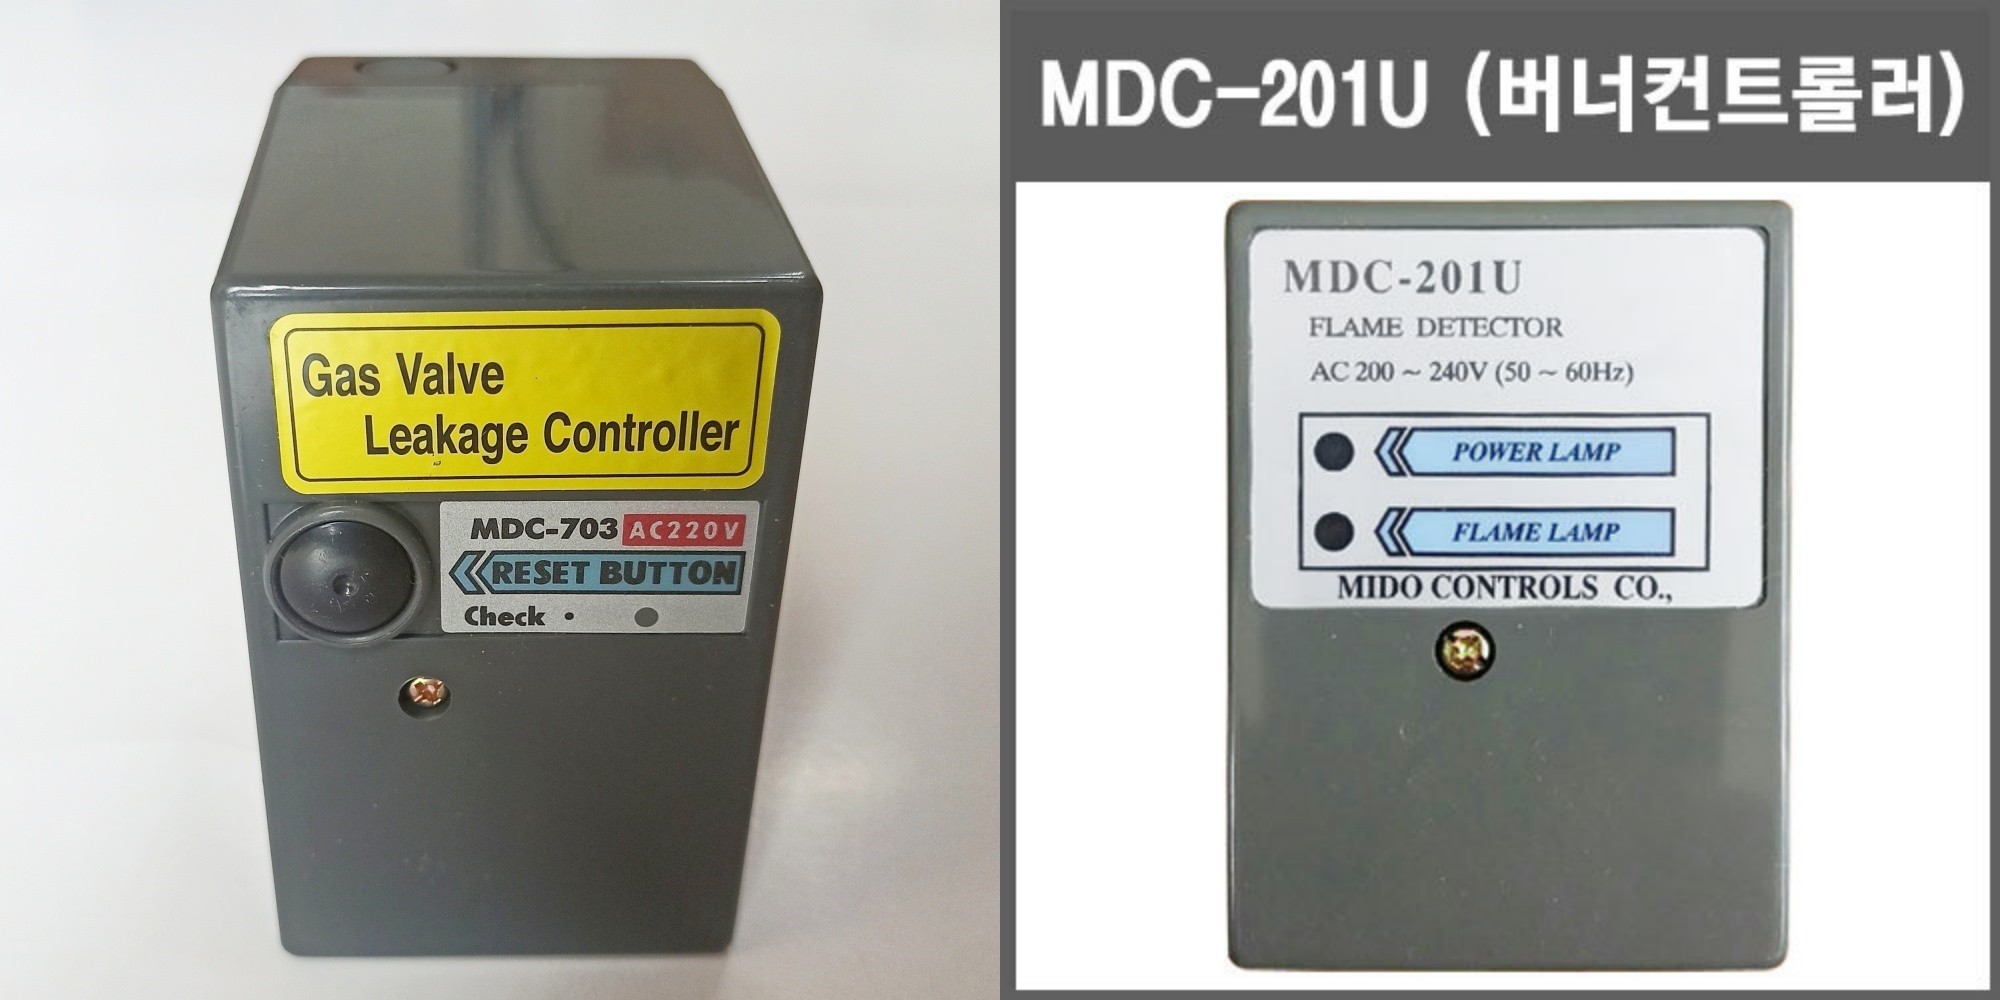 Gas Valve
Leakage Controller
MDC-703 AC220V
RESET BUTTON
Check
MDC-201U (버너컨트롤러)
MDC-201U
FLAME DETECTOR
AC 200 ~ 240V (50 ~ 60Hz)
POWER LAMP
FLAME LAMP
MIDO CONTROLS CO.,